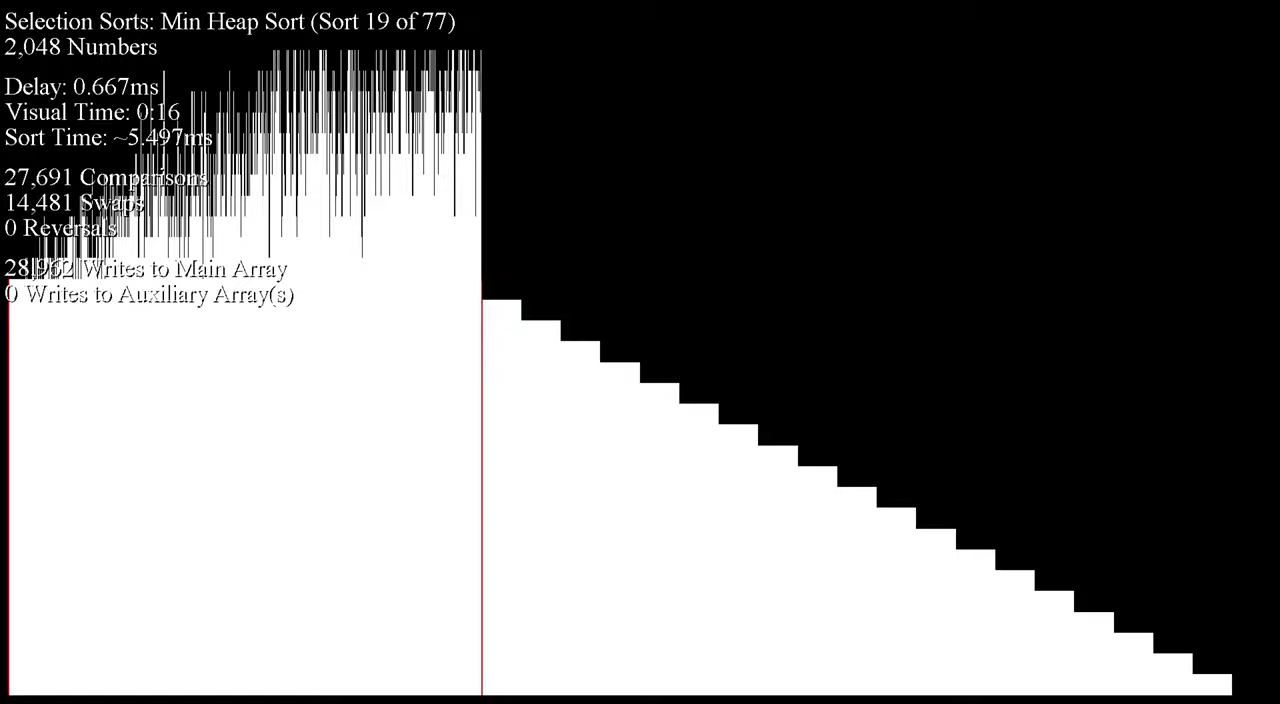 Selection Sorts: Min Heap Sort (Sort 19 of 77)
2,048 Numbers
Delay: 0.667ms
Visual Time: 0:16
Sort Time: ~5.497ms
27,691 Comparisons
14,481 Swaps
0 Reversals
28,962 Writes to Main Array
0 Writes to Auxiliary Array(s)